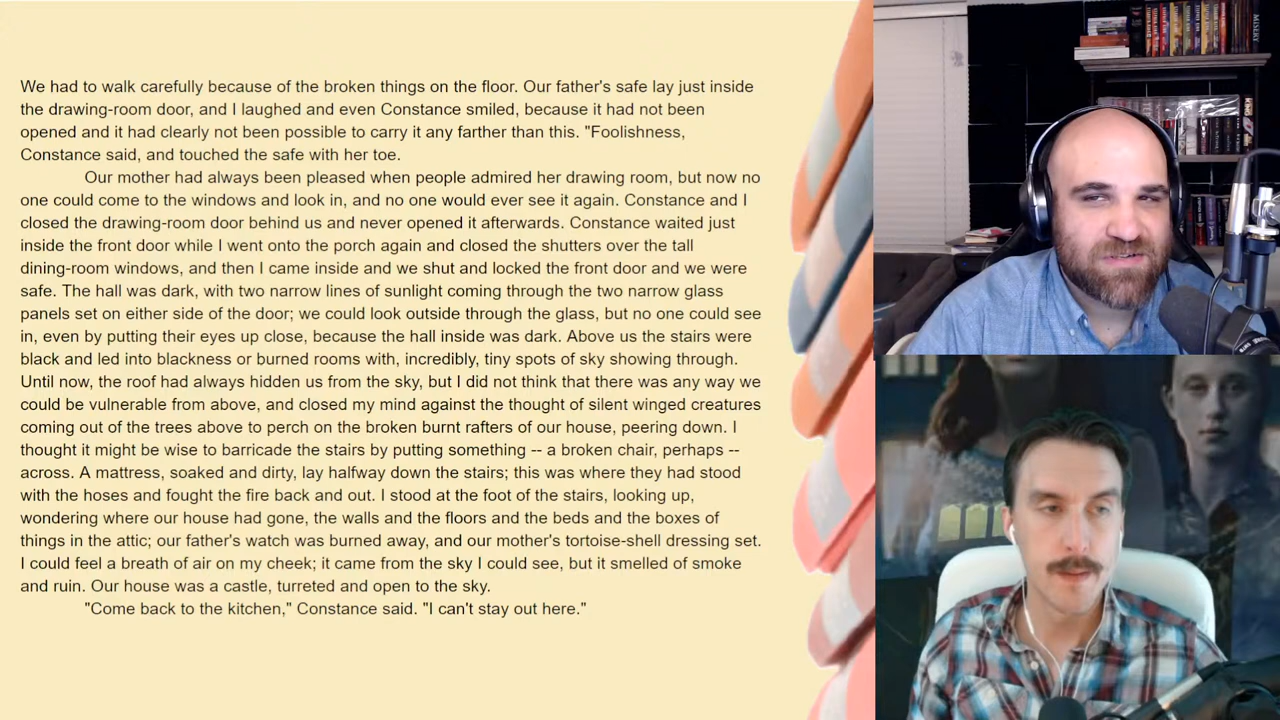 We had to walk carefully because of the broken things on the floor. Our father's safe lay just inside
the drawing-room door, and I laughed and even Constance smiled, because it had not been
opened and it had clearly not been possible to carry it any farther than this. "Foolishness,
Constance said, and touched the safe with her toe.
Our mother had always been pleased when people admired her drawing room, but now no
one could come to the windows and look in, and no one would ever see it again. Constance and I
closed the drawing-room door behind us and never opened it afterwards. Constance waited just
inside the front door while I went onto the porch again and closed the shutters over the tall
dining-room windows, and then I came inside and we shut and locked the front door and we were
safe. The hall was dark, with two narrow lines of sunlight coming through the two narrow glass
panels set on either side of the door; we could look outside through the glass, but no one could see
in, even by putting their eyes up close, because the hall inside was dark. Above us the stairs were
black and led into blackness or burned rooms with, incredibly, tiny spots of sky showing through.
Until now, the roof had always hidden us from the sky, but I did not think that there was any way we
could be vulnerable from above, and closed my mind against the thought of silent winged creatures
coming out of the trees above to perch on the broken burnt rafters of our house, peering down. I
thought it might be wise to barricade the stairs by putting something -- a broken chair, perhaps --
across. A mattress, soaked and dirty, lay halfway down the stairs; this was where they had stood
with the hoses and fought the fire back and out. I stood at the foot of the stairs, looking up,
wondering where our house had gone, the walls and the floors and the beds and the boxes of
things in the attic; our father's watch was burned away, and our mother's tortoise-shell dressing set.
I could feel a breath of air on my cheek; it came from the sky I could see, but it smelled of smoke
and ruin. Our house was a castle, turreted and open to the sky.
"Come back to the kitchen," Constance said. "I can't stay out here."
MISERY
KING